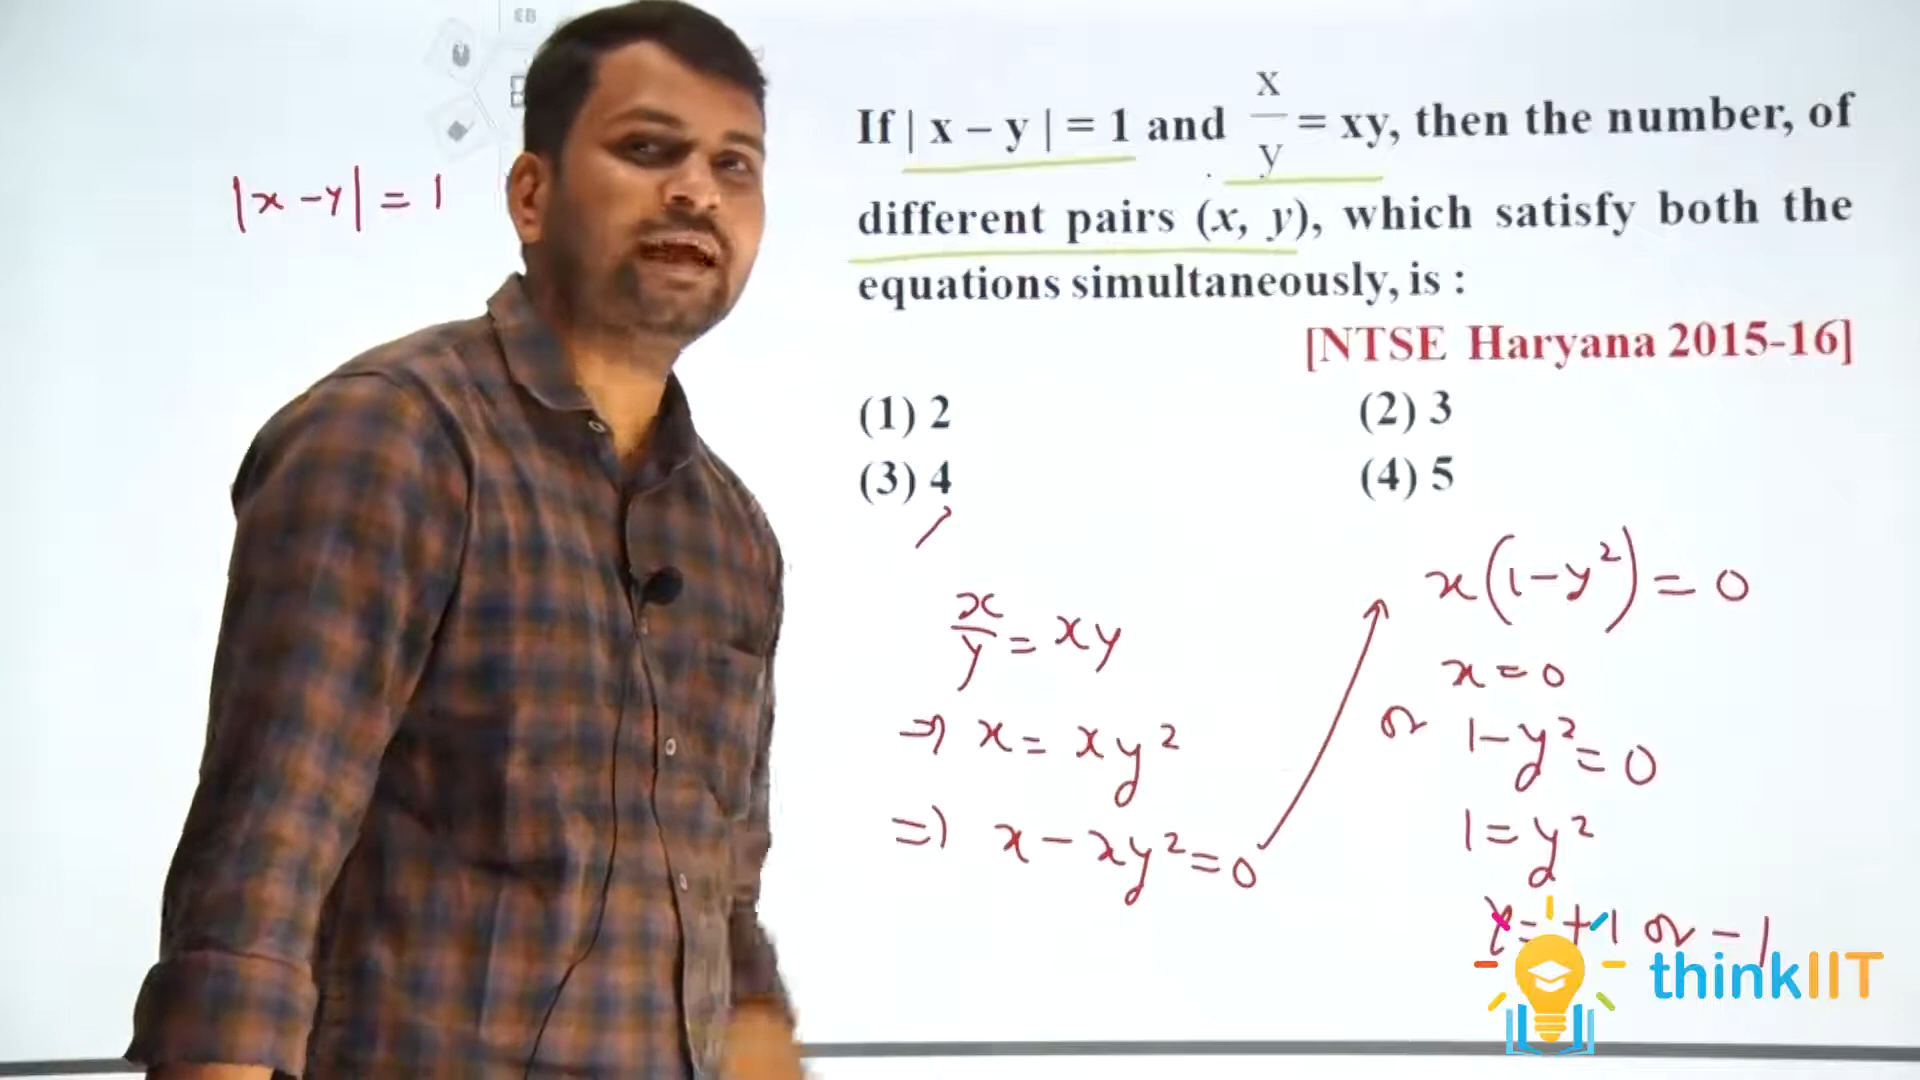 |x - y| = 1
If | x – y | = 1 and x/y = xy, then the number, of
different pairs (x, y), which satisfy both the
equations simultaneously, is :
[NTSE Haryana 2015-16]
(1) 2 (2) 3
(3) 4 (4) 5
x/y = xy
⇒ x = xy²
⇒ x - xy² = 0
x(1 - y²) = 0
x = 0
or 1 - y² = 0
1 = y²
y = +1 or -1
thinkIIT